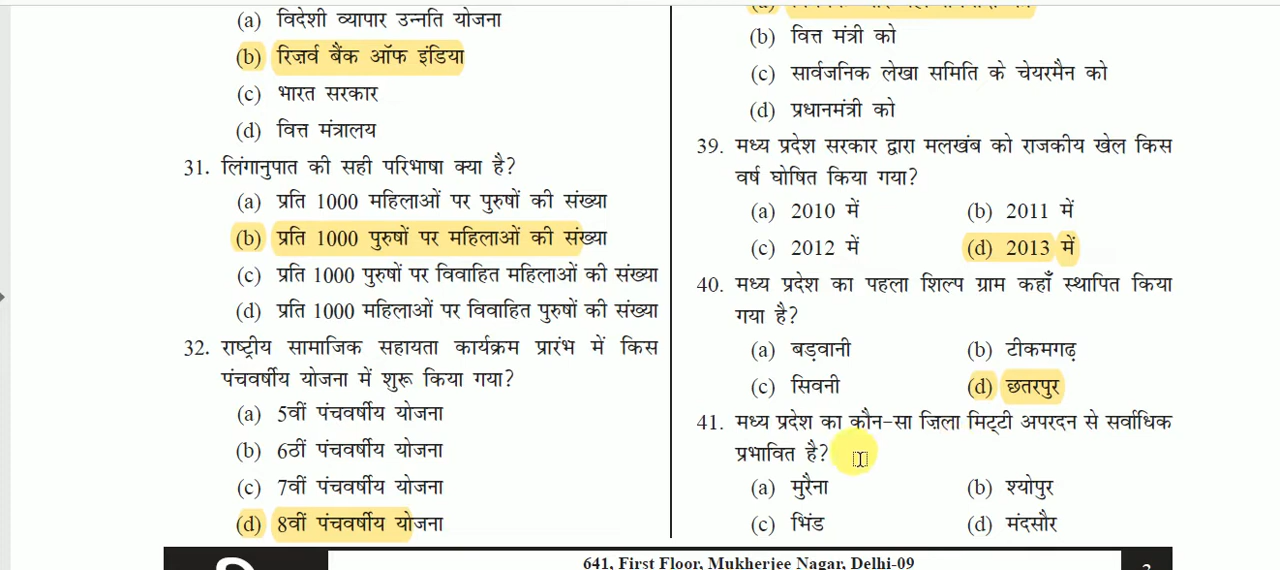 (a) विदेशी व्यापार उन्नति योजना
(b) रिज़र्व बैंक ऑफ इंडिया
(c) भारत सरकार
(d) वित्त मंत्रालय
31. लिंगानुपात की सही परिभाषा क्या है?
(a) प्रति 1000 महिलाओं पर पुरुषों की संख्या
(b) प्रति 1000 पुरुषों पर महिलाओं की संख्या
(c) प्रति 1000 पुरुषों पर विवाहित महिलाओं की संख्या
(d) प्रति 1000 महिलाओं पर विवाहित पुरुषों की संख्या
32. राष्ट्रीय सामाजिक सहायता कार्यक्रम प्रारंभ में किस
पंचवर्षीय योजना में शुरू किया गया?
(a) 5वीं पंचवर्षीय योजना
(b) 6ठीं पंचवर्षीय योजना
(c) 7वीं पंचवर्षीय योजना
(d) 8वीं पंचवर्षीय योजना
(b) वित्त मंत्री को
(c) सार्वजनिक लेखा समिति के चेयरमैन को
(d) प्रधानमंत्री को
39. मध्य प्रदेश सरकार द्वारा मलखंब को राजकीय खेल किस
वर्ष घोषित किया गया?
(a) 2010 में (b) 2011 में
(c) 2012 में (d) 2013 में
40. मध्य प्रदेश का पहला शिल्प ग्राम कहाँ स्थापित किया
गया है?
(a) बड़वानी (b) टीकमगढ़
(c) सिवनी (d) छतरपुर
41. मध्य प्रदेश का कौन-सा ज़िला मिट्टी अपरदन से सर्वाधिक
प्रभावित है?
(a) मुरैना (b) श्योपुर
(c) भिंड (d) मंदसौर
641, First Floor, Mukherjee Nagar, Delhi-09